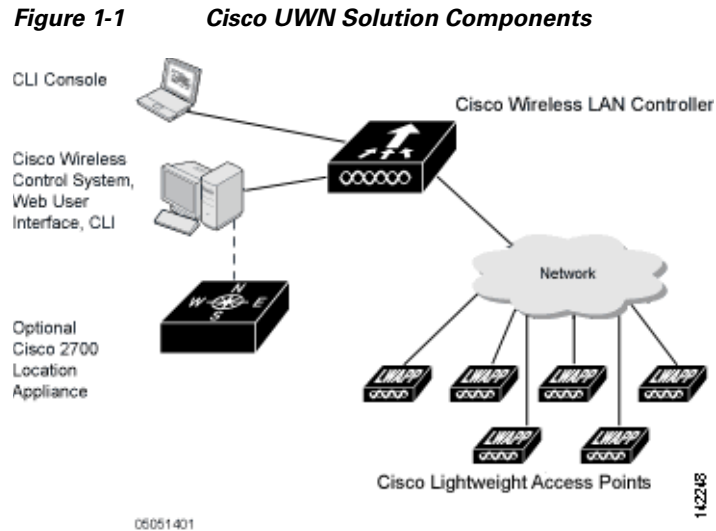 Figure 1-1 Cisco UWN Solution Components
CLI Console
Cisco Wireless LAN Controller
Cisco Wireless
Control System,
Web User
Interface, CLI
Network
N
W E
S
Optional
Cisco 2700
Location
Appliance
LWAPP
LWAPP
LWAPP
LWAPP
LWAPP
LWAPP
Cisco Lightweight Access Points
142248
05051401